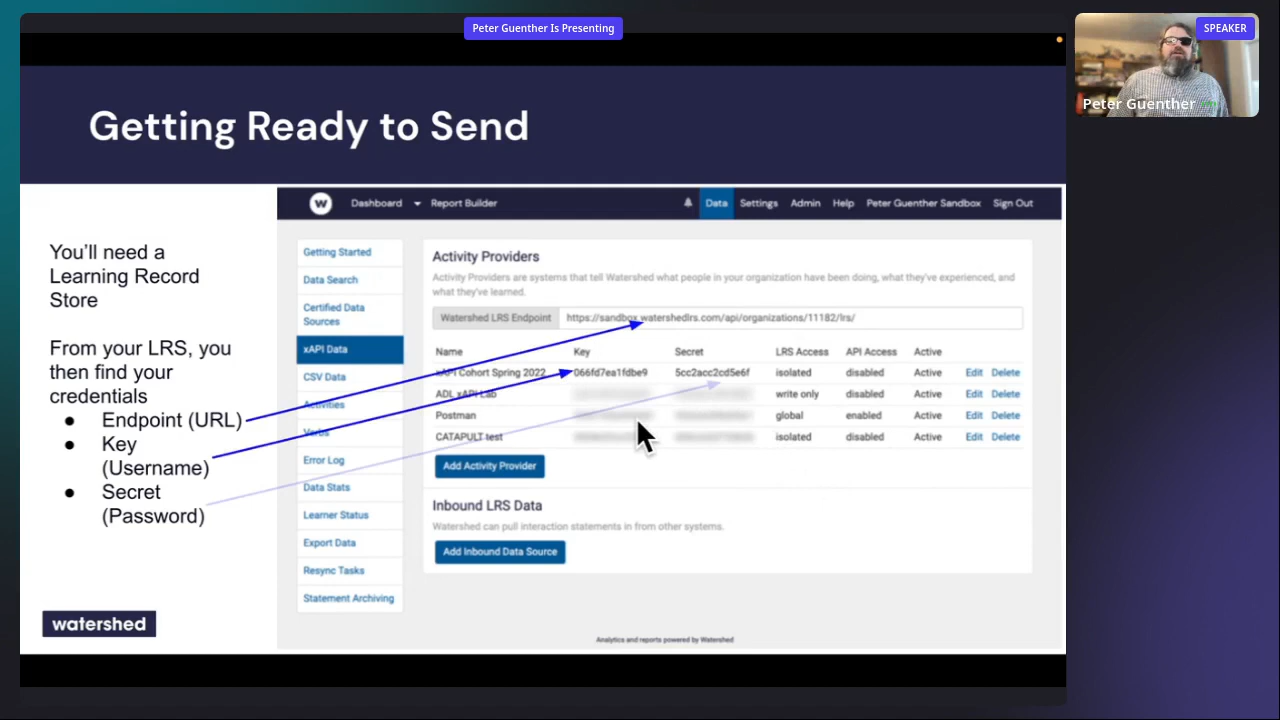 Peter Guenther Is Presenting
SPEAKER
Peter Guenther
Getting Ready to Send
You'll need a
Learning Record
Store
From your LRS, you
then find your
credentials
● Endpoint (URL)
● Key
(Username)
● Secret
(Password)
watershed
W
Dashboard Report Builder Data Settings Admin Help Peter Guenther Sandbox Sign Out
Getting Started
Data Search
Certified Data
Sources
xAPI Data
CSV Data
Activities
Verbs
Error Log
Data Stats
Learner Status
Export Data
Resync Tasks
Statement Archiving
Activity Providers
Activity Providers are systems that tell Watershed what people in your organization have been doing, what they've experienced, and
what they've learned.
Watershed LRS Endpoint https://sandbox.watershedlrs.com/api/organizations/11182/lrs/
Name Key Secret LRS Access API Access Active
xAPI Cohort Spring 2022 066fd7ea1fdbe9 5cc2acc2cd5e6f isolated disabled Active Edit Delete
ADL xAPI Lab write only disabled Active Edit Delete
Postman global enabled Active Edit Delete
CATAPULT test isolated disabled Active Edit Delete
Add Activity Provider
Inbound LRS Data
Watershed can pull interaction statements in from other systems.
Add Inbound Data Source
Analytics and reports powered by Watershed